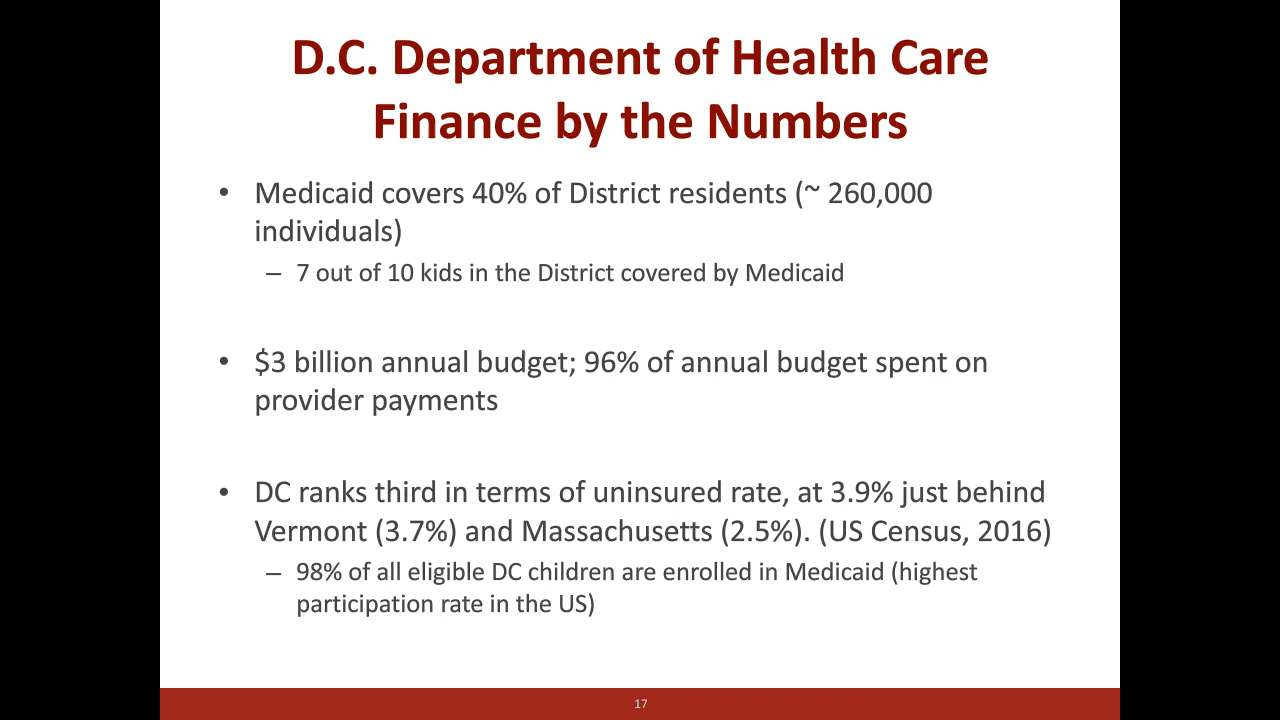 D.C. Department of Health Care
Finance by the Numbers
• Medicaid covers 40% of District residents (~ 260,000
individuals)
– 7 out of 10 kids in the District covered by Medicaid
• $3 billion annual budget; 96% of annual budget spent on
provider payments
• DC ranks third in terms of uninsured rate, at 3.9% just behind
Vermont (3.7%) and Massachusetts (2.5%). (US Census, 2016)
– 98% of all eligible DC children are enrolled in Medicaid (highest
participation rate in the US)
17